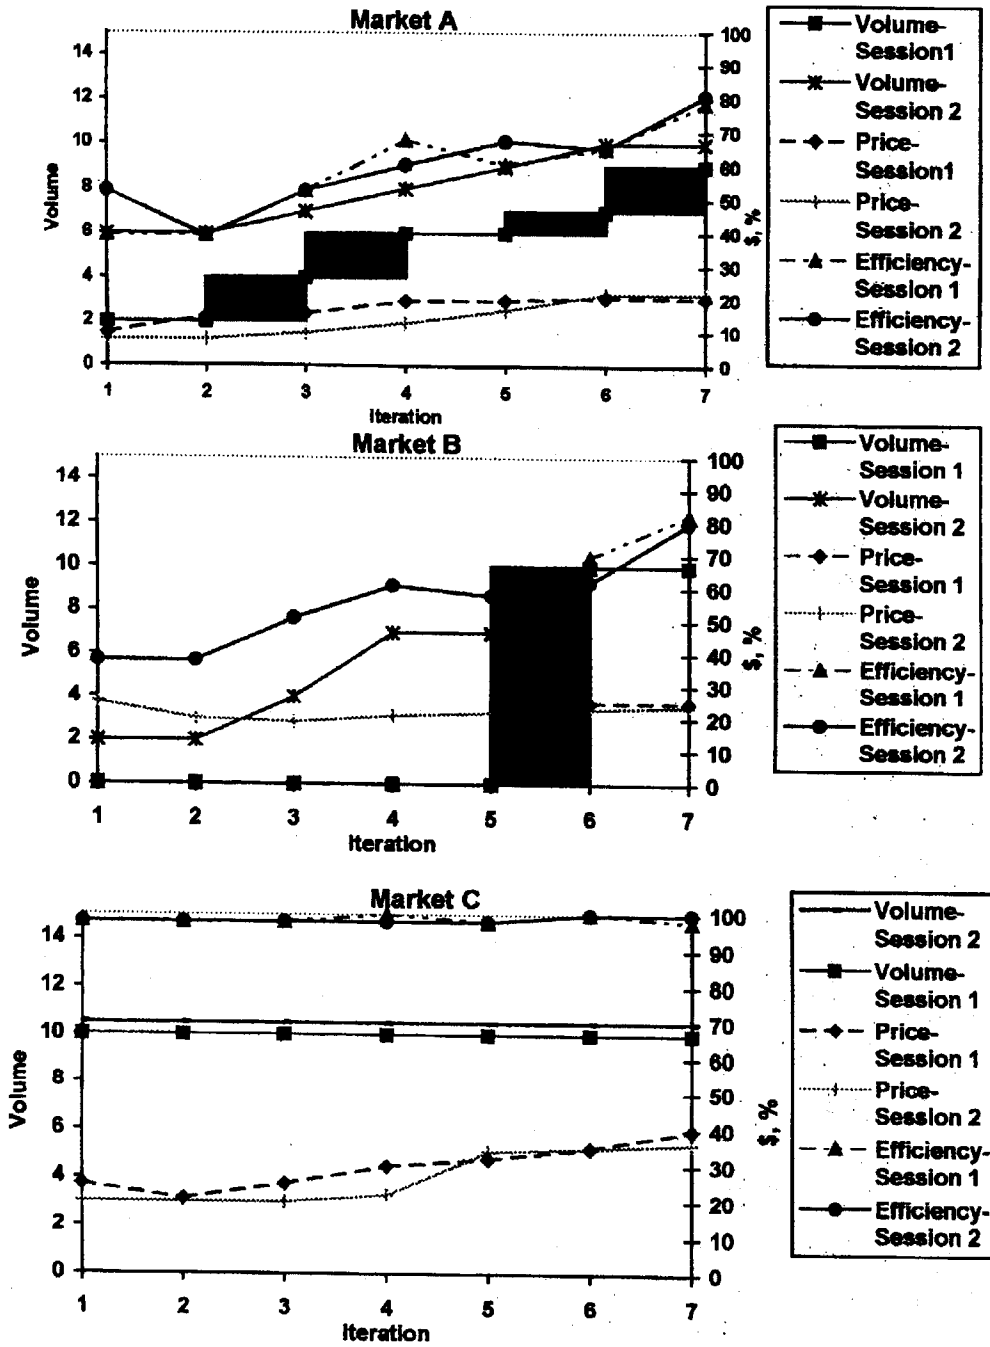 Market A
14
12
10
8
6
4
2
0
Volume
100
90
80
70
60
50
40
30
20
10
0
$, %
1 2 3 4 5 6 7
Iteration
Volume-
Session1
Volume-
Session 2
Price-
Session1
Price-
Session 2
Efficiency-
Session 1
Efficiency-
Session 2
Market B
14
12
10
8
6
4
2
0
Volume
100
90
80
70
60
50
40
30
20
10
0
$, %
1 2 3 4 5 6 7
Iteration
Volume-
Session 1
Volume-
Session 2
Price-
Session 1
Price-
Session 2
Efficiency-
Session 1
Efficiency-
Session 2
Market C
14
12
10
8
6
4
2
0
Volume
100
90
80
70
60
50
40
30
20
10
0
$, %
1 2 3 4 5 6 7
Iteration
Volume-
Session 2
Volume-
Session 1
Price-
Session 1
Price-
Session 2
Efficiency-
Session 1
Efficiency-
Session 2